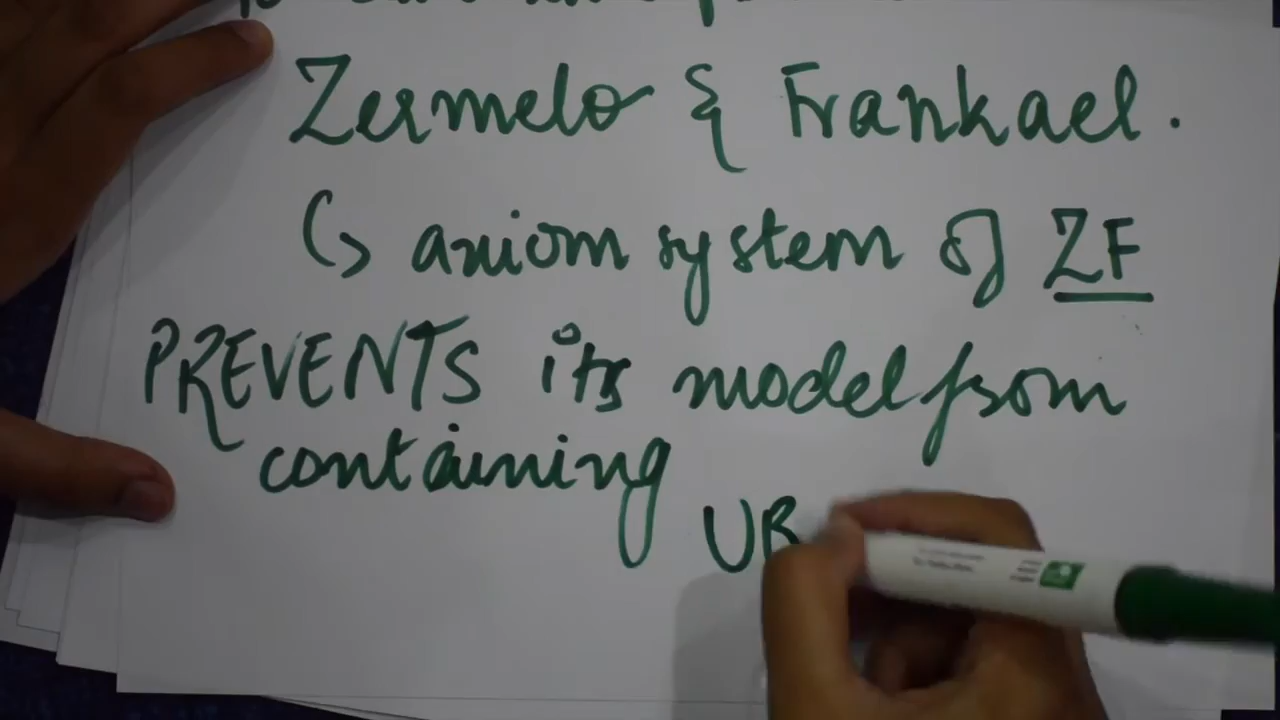 Zermelo & Frankael.
↳ axiom system of ZF
PREVENTS its model from
containing
UR